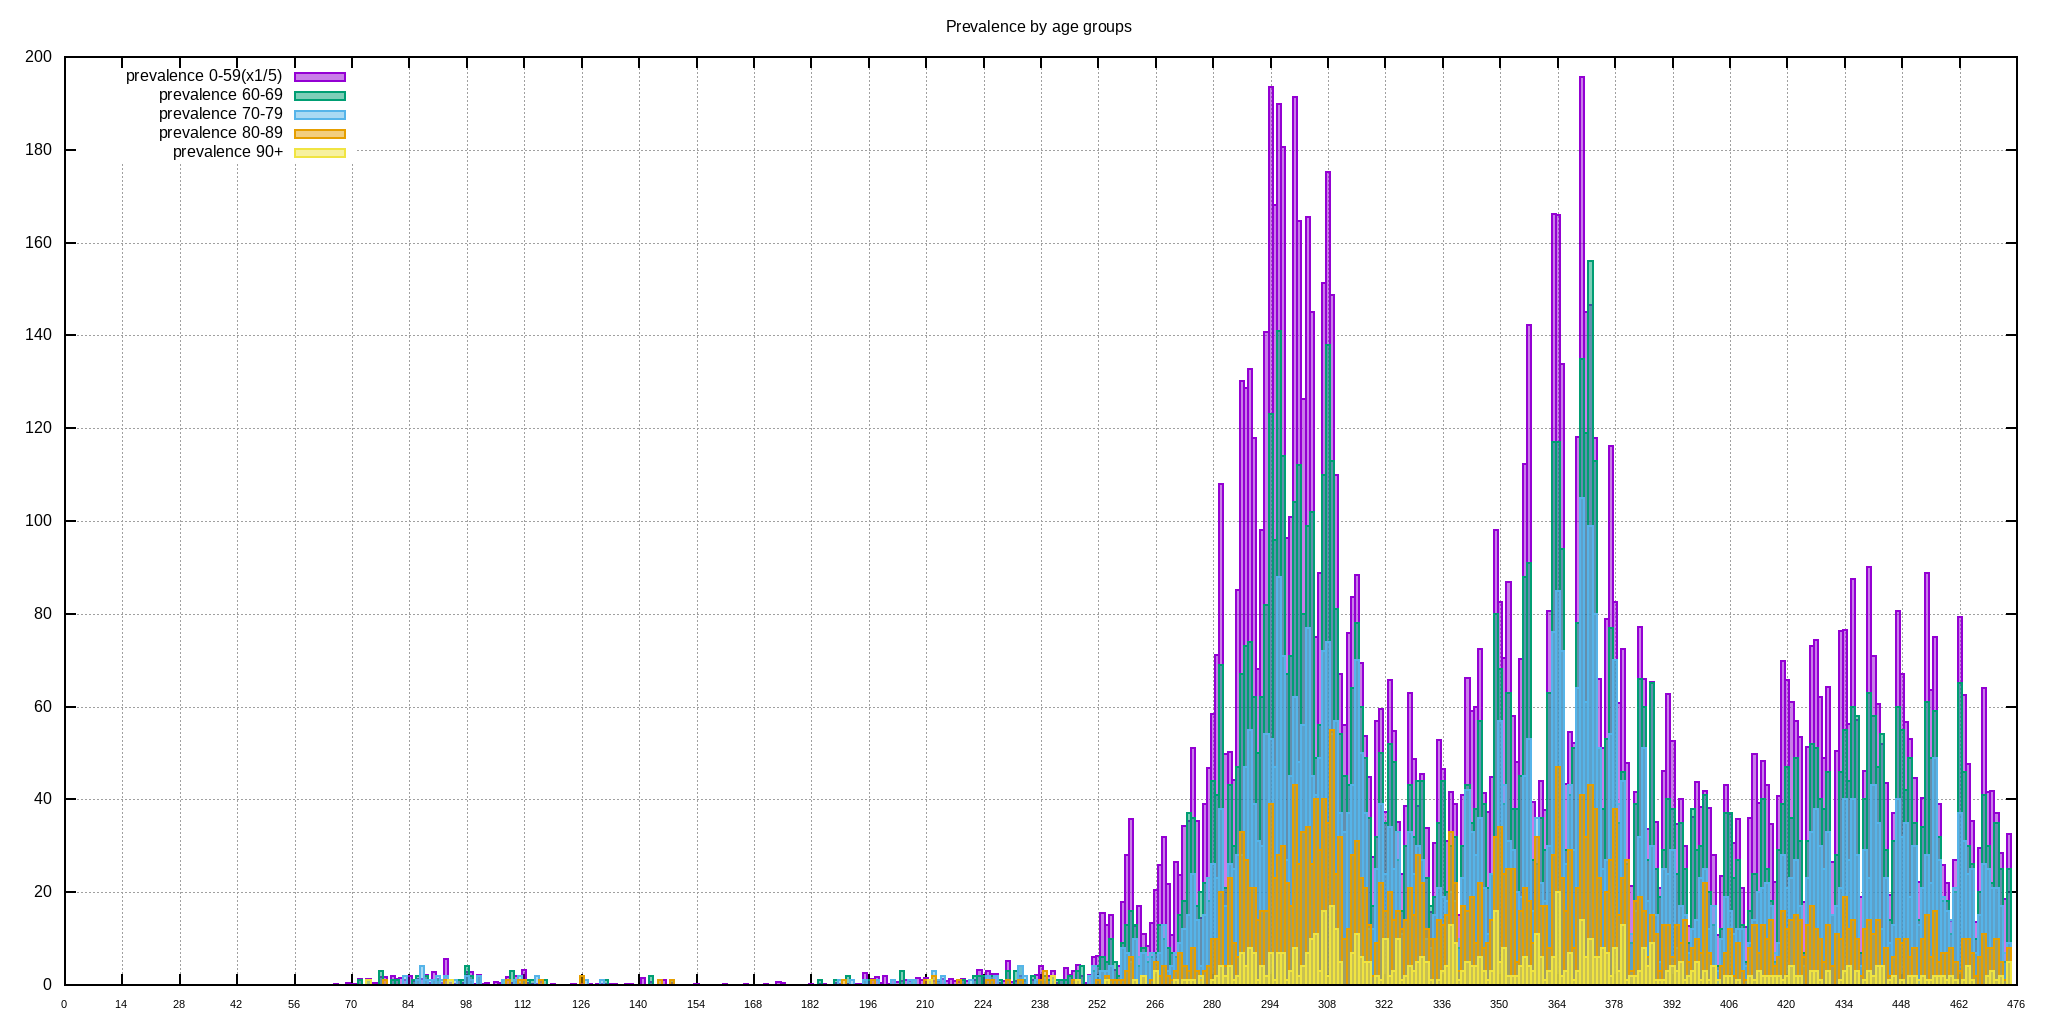 Prevalence by age groups
200
prevalence 0-59(x1/5)
prevalence 60-69
prevalence 70-79
prevalence 80-89
prevalence 90+
180
160
140
120
100
80
60
40
20
0
0 14 28 42 56 70 84 98 112 126 140 154 168 182 196 210 224 238 252 266 280 294 308 322 336 350 364 378 392 406 420 434 448 462 476